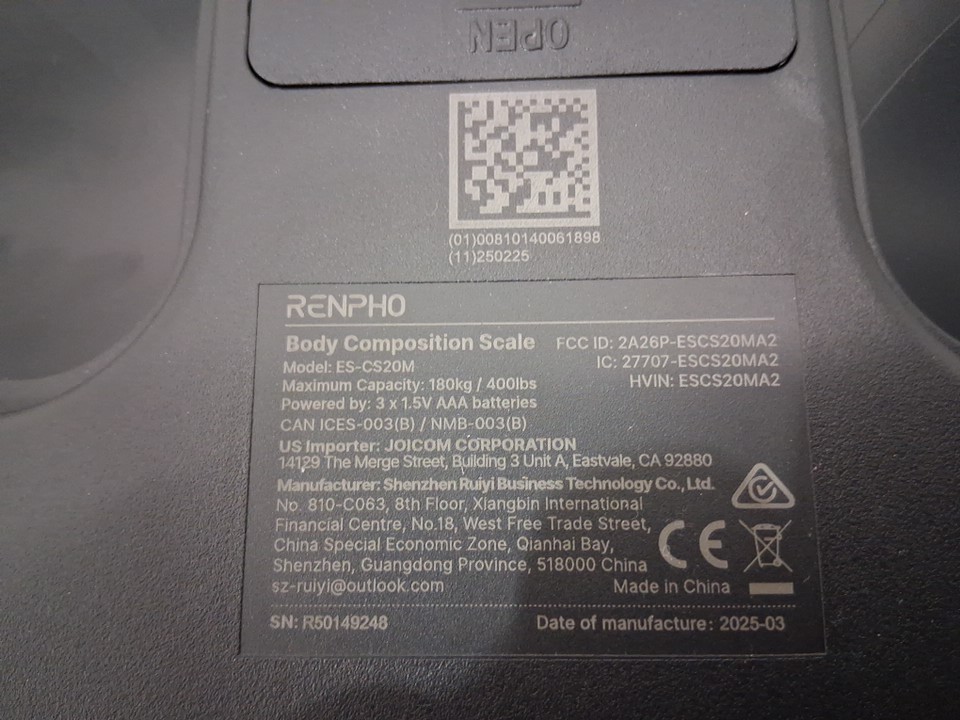 OPEN
(01)00810140061898
(11)250225
RENPHO
Body Composition Scale
FCC ID: 2A26P-ESCS20MA2
Model: ES-CS20M
IC: 27707-ESCS20MA2
Maximum Capacity: 180kg / 400lbs
HVIN: ESCS20MA2
Powered by: 3 x 1.5V AAA batteries
CAN ICES-003(B) / NMB-003(B)
US Importer: JOICOM CORPORATION
14129 The Merge Street, Building 3 Unit A, Eastvale, CA 92880
Manufacturer: Shenzhen Ruiyi Business Technology Co., Ltd.
No. 810-C063, 8th Floor, Xiangbin International
Financial Centre, No.18, West Free Trade Street,
China Special Economic Zone, Qianhai Bay,
Shenzhen, Guangdong Province, 518000 China
CE
sz-ruiyi@outlook.com
Made in China
SN: R50149248
Date of manufacture: 2025-03